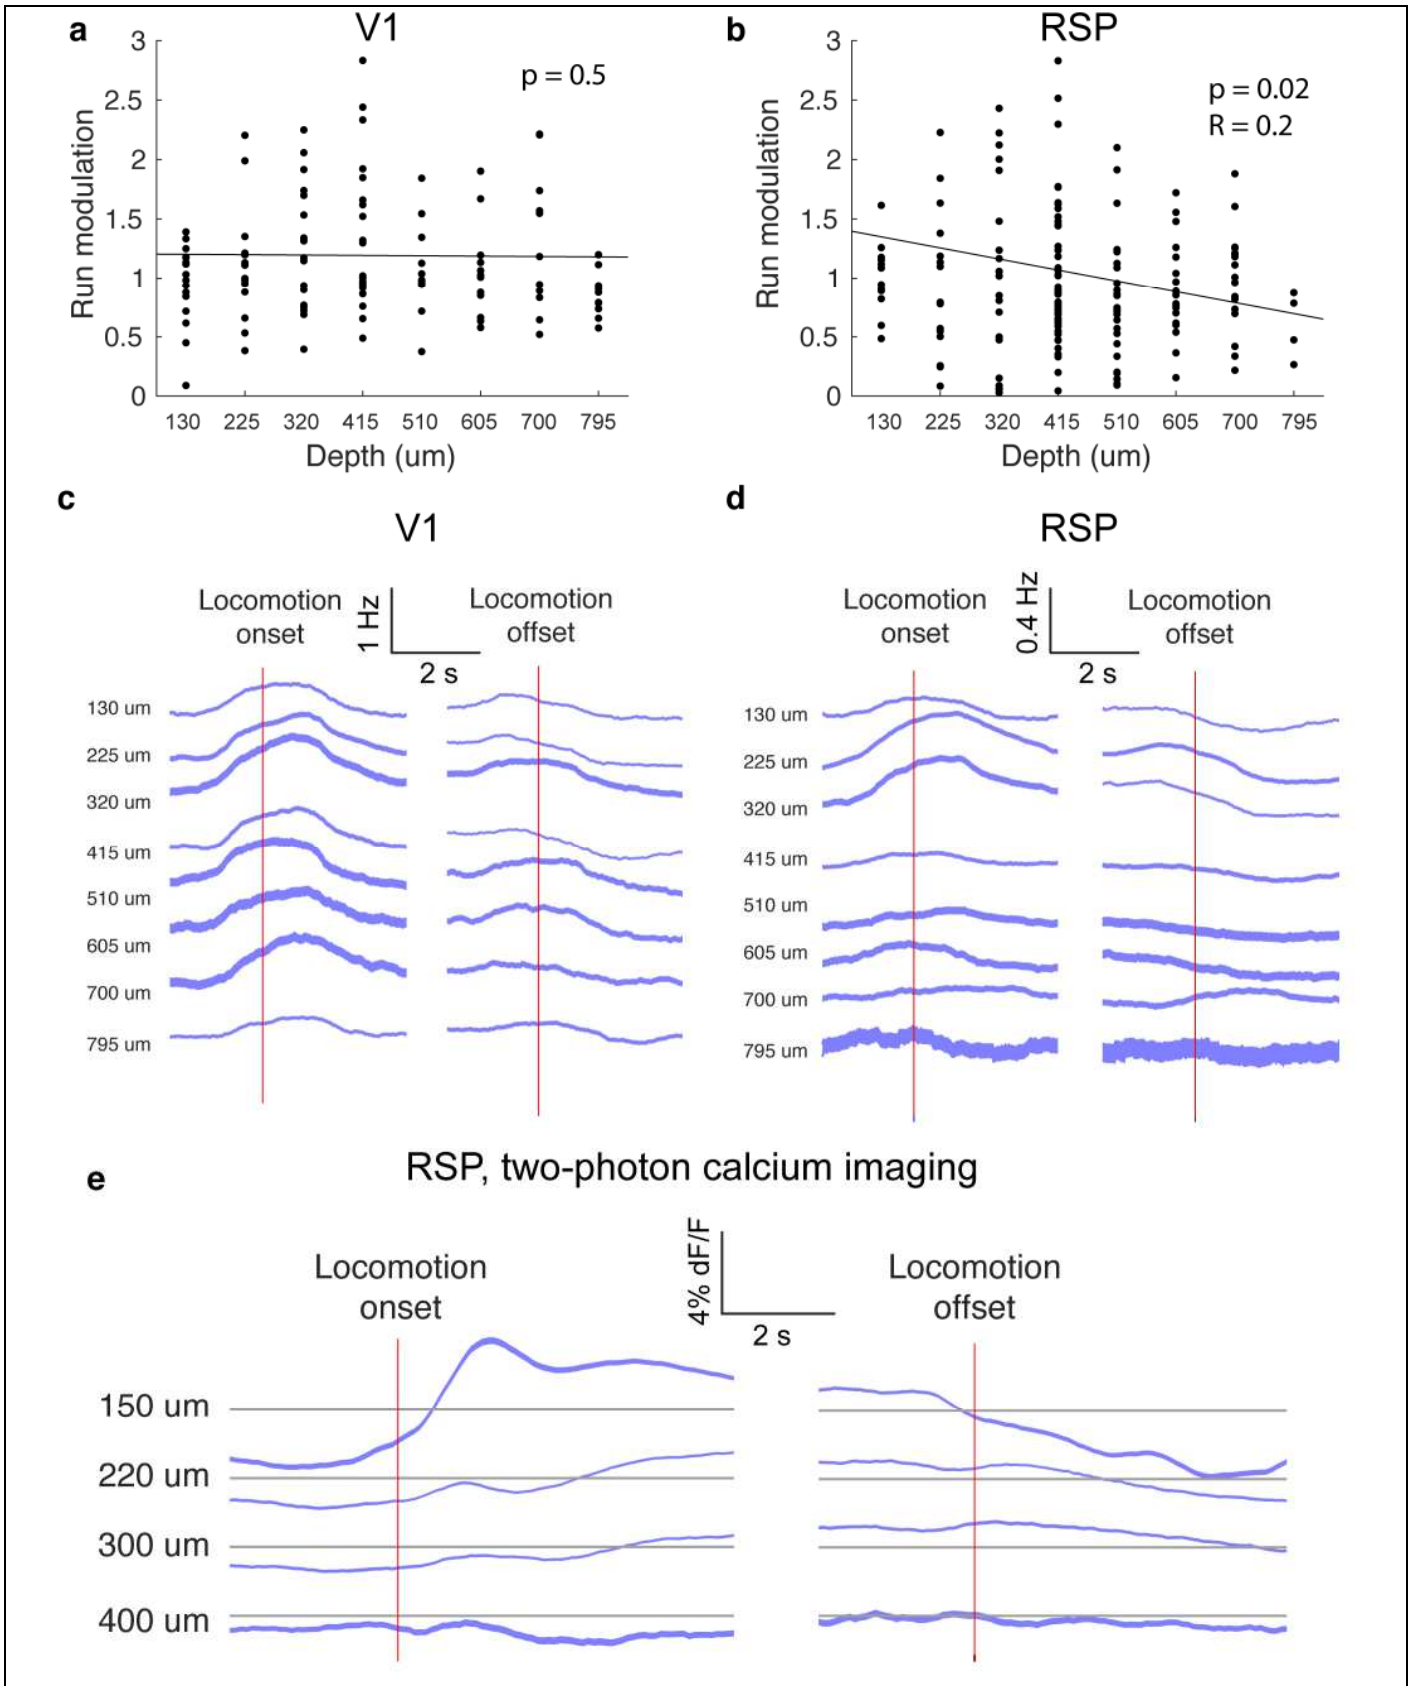 a
V1
3
2.5
2
1.5
1
0.5
0
Run modulation
p = 0.5
130 225 320 415 510 605 700 795
Depth (um)
b
RSP
3
2.5
2
1.5
1
0.5
0
Run modulation
p = 0.02
R = 0.2
130 225 320 415 510 605 700 795
Depth (um)
c
V1
Locomotion
onset
1 Hz
2 s
Locomotion
offset
130 um
225 um
320 um
415 um
510 um
605 um
700 um
795 um
d
RSP
Locomotion
onset
0.4 Hz
2 s
Locomotion
offset
130 um
225 um
320 um
415 um
510 um
605 um
700 um
795 um
e
RSP, two-photon calcium imaging
Locomotion
onset
4% dF/F
2 s
Locomotion
offset
150 um
220 um
300 um
400 um